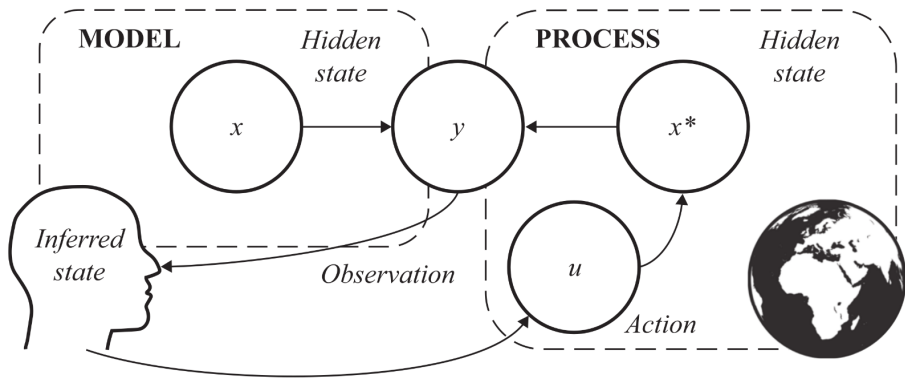 MODEL
Hidden
state
PROCESS
Hidden
state
x
y
x*
Inferred
state
Observation
u
Action